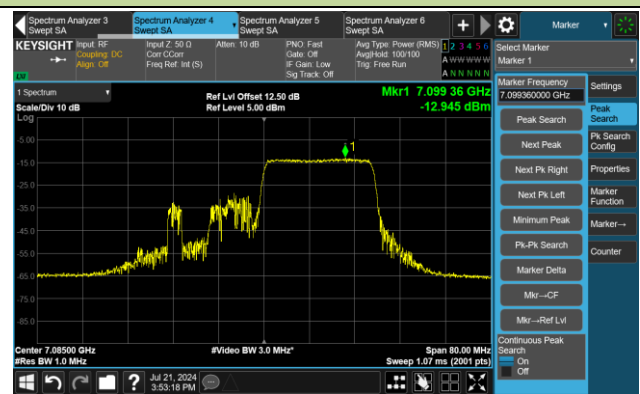 Spectrum Analyzer 3
Swept SA
Spectrum Analyzer 4
Swept SA
Spectrum Analyzer 5
Swept SA
Spectrum Analyzer 6
Swept SA
+
Marker
KEYSIGHT
Input: RF
Coupling: DC
Align: Off
Input Z: 50 Ω
Corr CCorr
Freq Ref: Int (S)
Atten: 10 dB
PNO: Fast
Gate: Off
IF Gain: Low
Sig Track: Off
Avg Type: Power (RMS)
Avg|Hold: 100/100
Trig: Free Run
1 2 3 4 5 6
A W W W W W
A N N N N N
LXI
Select Marker
Marker 1
1 Spectrum
Scale/Div 10 dB
Log
Ref Lvl Offset 12.50 dB
Ref Level 5.00 dBm
Mkr1 7.099 36 GHz
-12.945 dBm
1
-5.00
-15.0
-25.0
-35.0
-45.0
-55.0
-65.0
-75.0
-85.0
Center 7.08500 GHz
#Res BW 1.0 MHz
#Video BW 3.0 MHz*
Span 80.00 MHz
Sweep 1.07 ms (2001 pts)
Marker Frequency
7.099360000 GHz
Peak Search
Next Peak
Next Pk Right
Next Pk Left
Minimum Peak
Pk-Pk Search
Marker Delta
Mkr→CF
Mkr→Ref Lvl
Continuous Peak
Search
On
Off
Settings
Peak
Search
Pk Search
Config
Properties
Marker
Function
Marker→
Counter
?
Jul 21, 2024
3:53:18 PM